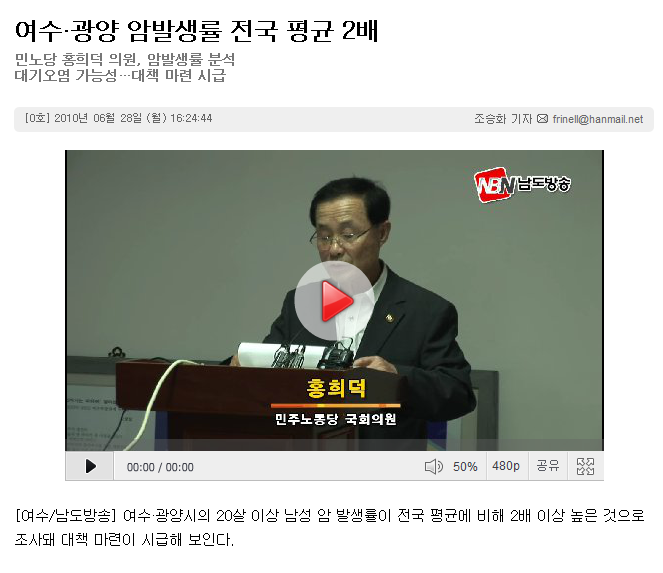 여수·광양 암발생률 전국 평균 2배
민노당 홍희덕 의원, 암발생률 분석
대기오염 가능성…대책 마련 시급
[0호] 2010년 06월 28일 (월) 16:24:44 조승화 기자 frinell@hanmail.net
NBN 남도방송
홍희덕
민주노동당 국회의원
00:00 / 00:00 50% 480p 공유
[여수/남도방송] 여수·광양시의 20살 이상 남성 암 발생률이 전국 평균에 비해 2배 이상 높은 것으로
조사돼 대책 마련이 시급해 보인다.